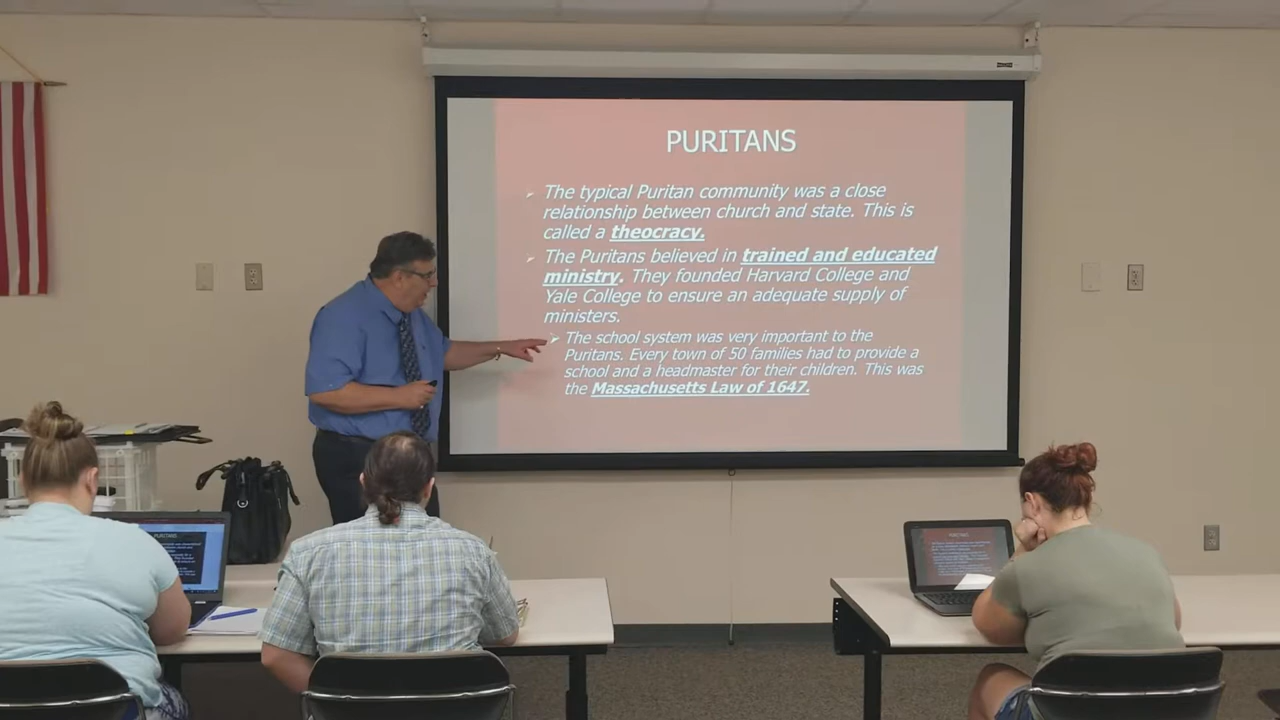 PURITANS
The typical Puritan community was a close
relationship between church and state. This is
called a theocracy.
The Puritans believed in trained and educated
ministry. They founded Harvard College and
Yale College to ensure an adequate supply of
ministers.
The school system was very important to the
Puritans. Every town of 50 families had to provide a
school and a headmaster for their children. This was
the Massachusetts Law of 1647.
PURITANS
PURITANS